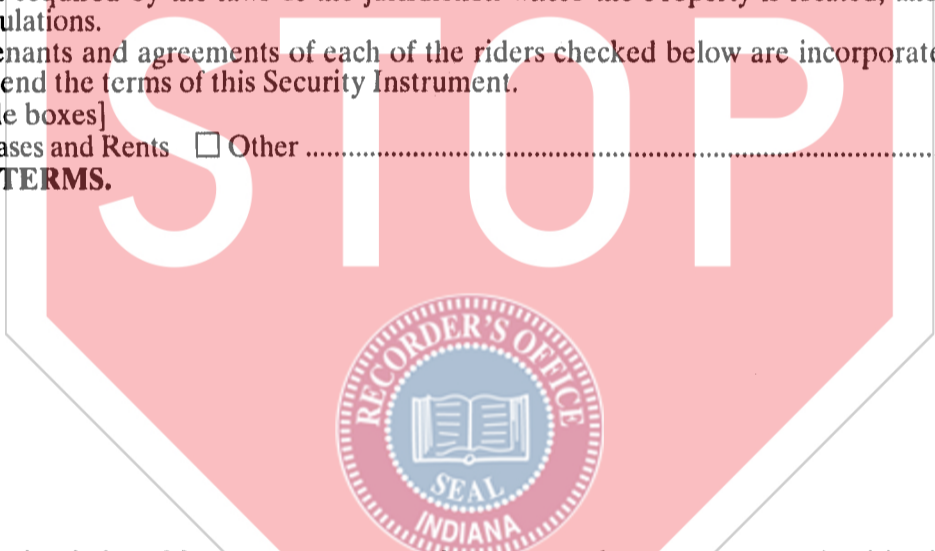 ulations.
enants and agreements of each of the riders checked below are incorporate
end the terms of this Security Instrument.
e boxes]
ases and Rents ☐ Other ........................................................................
TERMS.
STOP
RECORDER'S OFFICE
SEAL
INDIANA